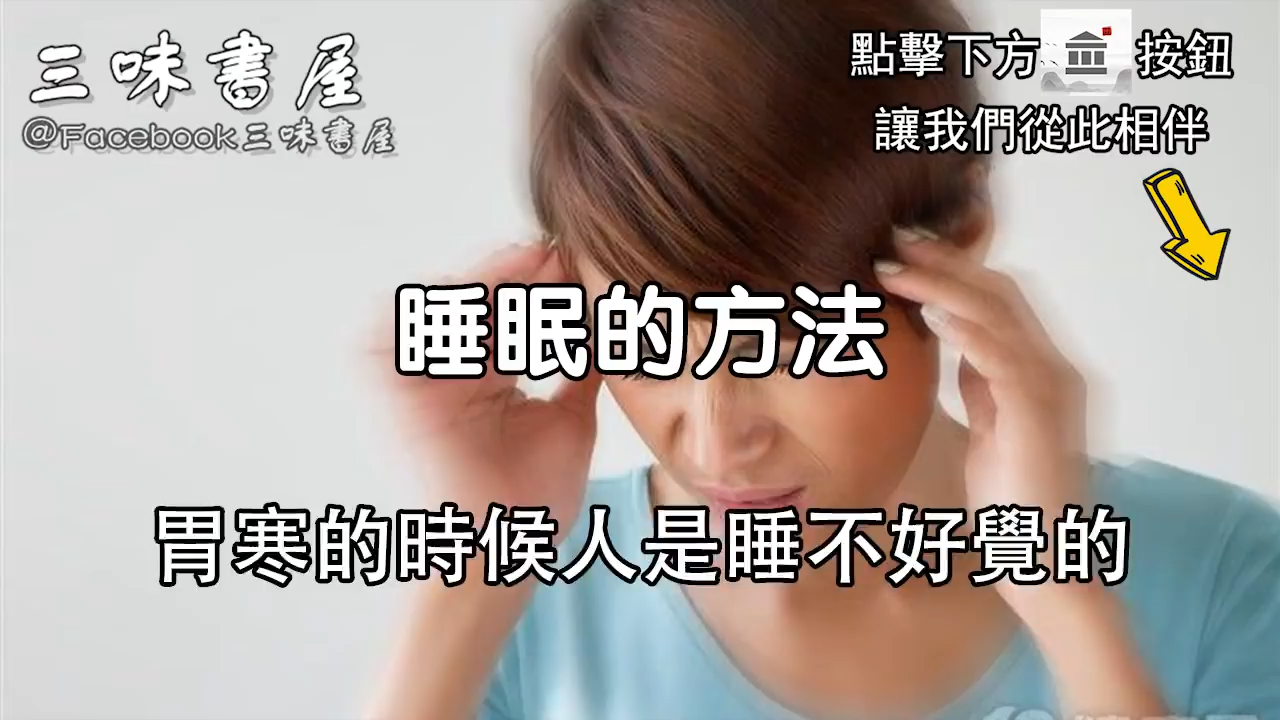 三味書屋
@Facebook三味書屋
點擊下方 按鈕
讓我們從此相伴
睡眠的方法
胃寒的時候人是睡不好覺的